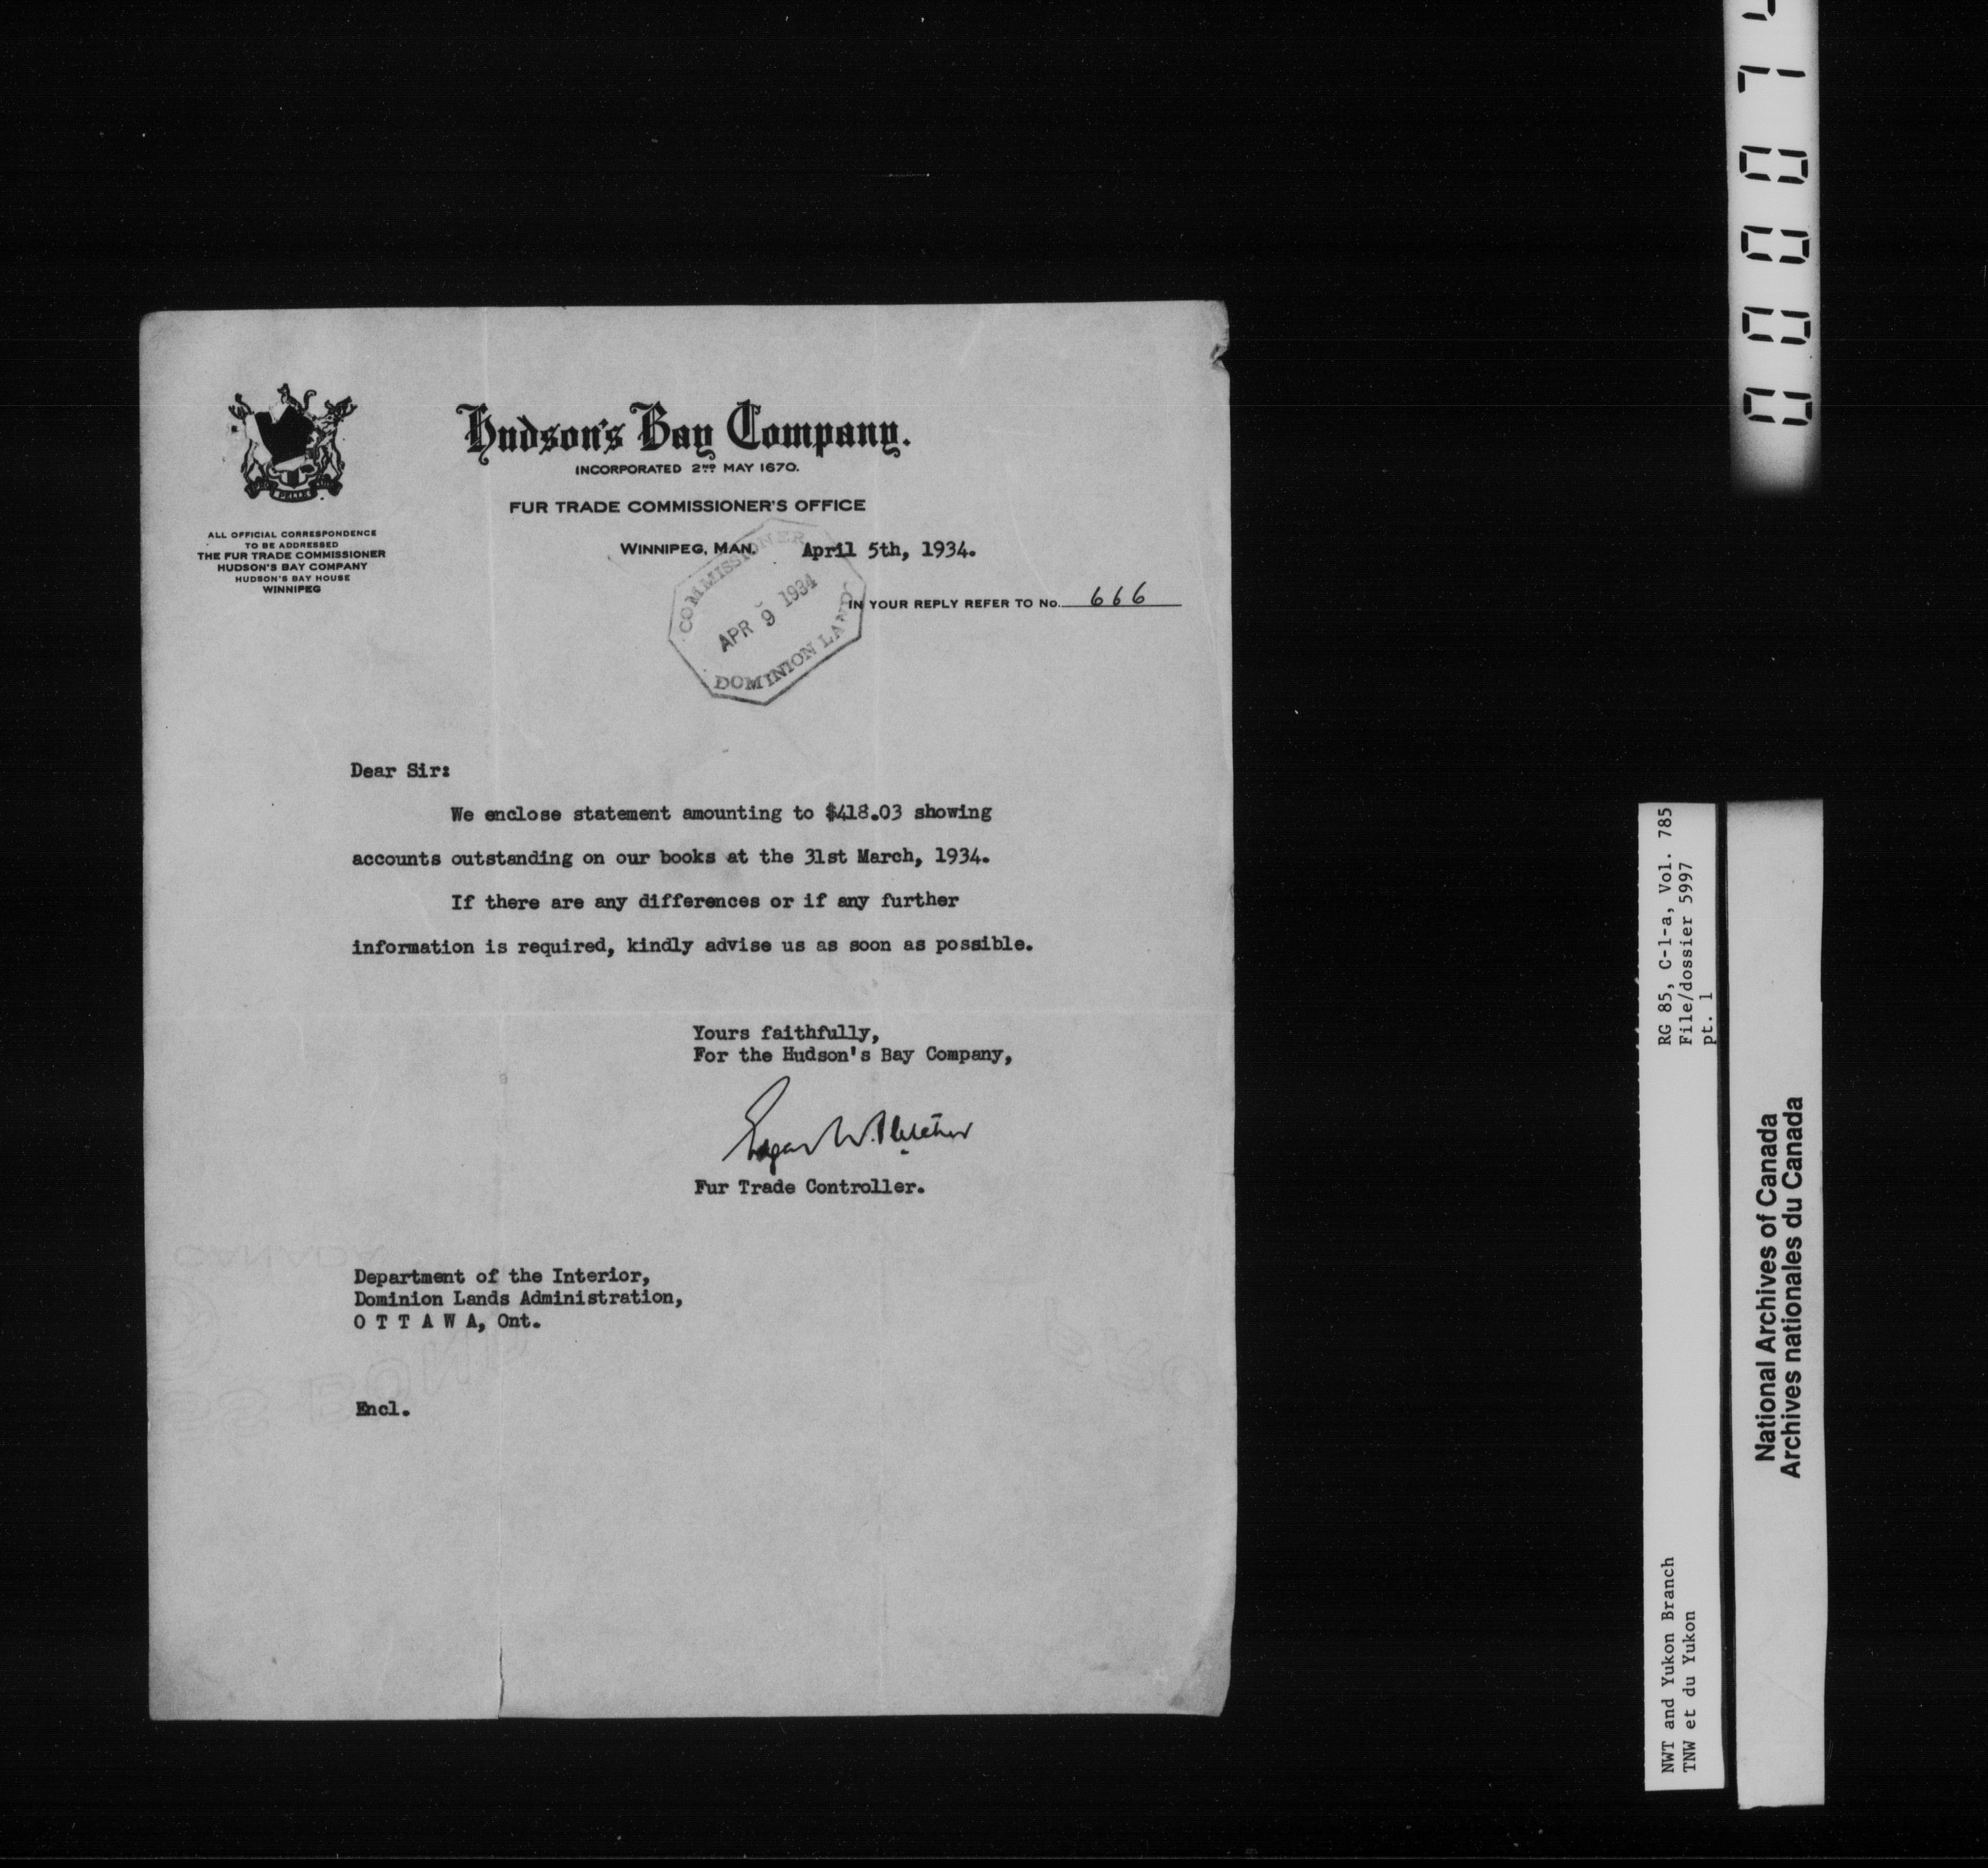 Hudson's Bay Company.
INCORPORATED 2ND MAY 1670.
FUR TRADE COMMISSIONER'S OFFICE
ALL OFFICIAL CORRESPONDENCE
TO BE ADDRESSED
THE FUR TRADE COMMISSIONER
HUDSON'S BAY COMPANY
HUDSON'S BAY HOUSE
WINNIPEG
WINNIPEG, MAN. April 5th, 1934.
IN YOUR REPLY REFER TO No. 666
COMMISSIONER
APR 9 1934
DOMINION LANDS
Dear Sir:
We enclose statement amounting to $418.03 showing
accounts outstanding on our books at the 31st March, 1934.
If there are any differences or if any further
information is required, kindly advise us as soon as possible.
Yours faithfully,
For the Hudson's Bay Company,
Edgar W. Fletcher
Fur Trade Controller.
Department of the Interior,
Dominion Lands Administration,
O T T A W A, Ont.
Encl.
RG 85, C-1-a, Vol. 785
File/dossier 5997
pt. 1
NWT and Yukon Branch
TNW et du Yukon
National Archives of Canada
Archives nationales du Canada